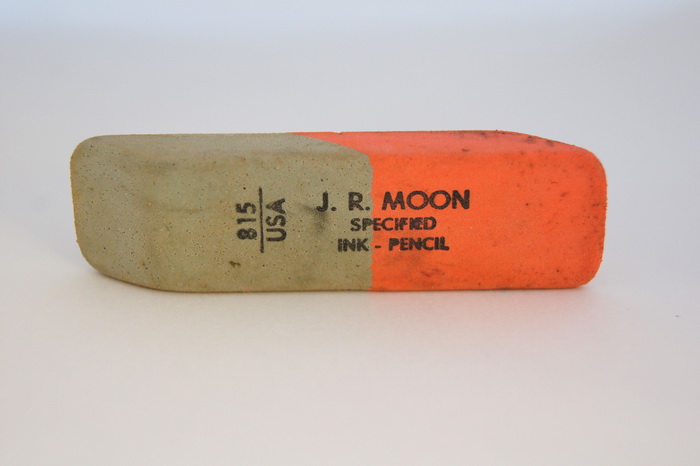 815
USA
J. R. MOON
SPECIFIED
INK - PENCIL